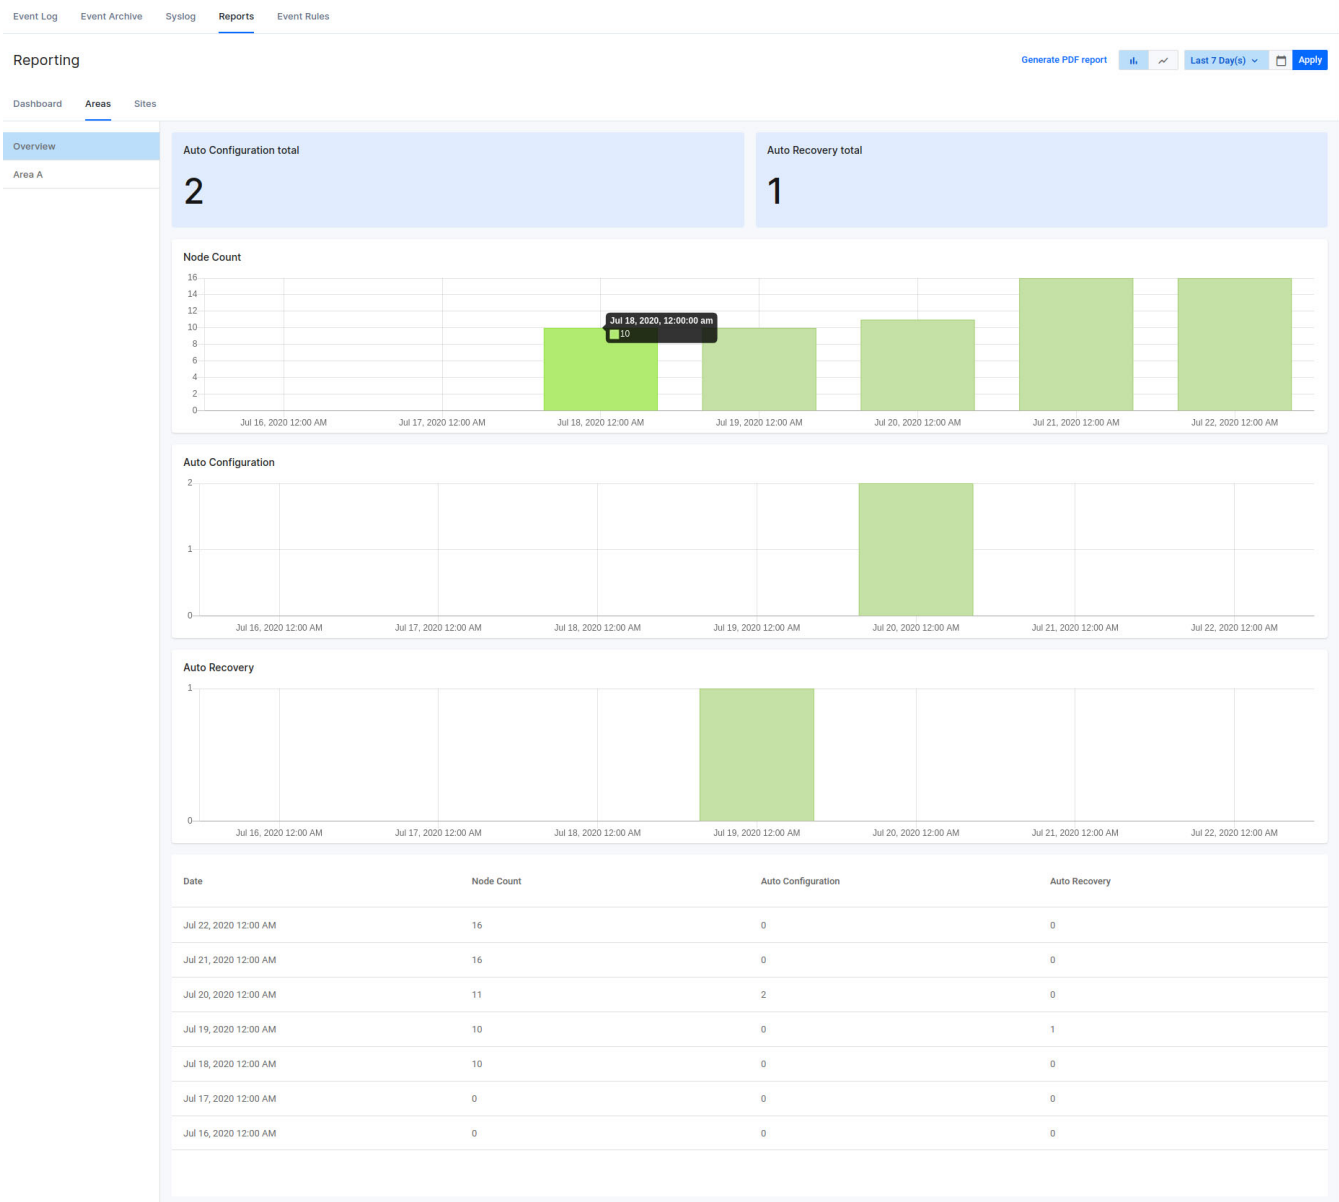 Event Log Event Archive Syslog Reports Event Rules
Reporting
Generate PDF report Last 7 Day(s) Apply
Dashboard Areas Sites
Overview
Area A
Auto Configuration total
2
Auto Recovery total
1
Node Count
16
14
12
10
8
6
4
2
0
Jul 18, 2020, 12:00:00 am
10
Jul 16, 2020 12:00 AM Jul 17, 2020 12:00 AM Jul 18, 2020 12:00 AM Jul 19, 2020 12:00 AM Jul 20, 2020 12:00 AM Jul 21, 2020 12:00 AM Jul 22, 2020 12:00 AM
Auto Configuration
2
1
0
Jul 16, 2020 12:00 AM Jul 17, 2020 12:00 AM Jul 18, 2020 12:00 AM Jul 19, 2020 12:00 AM Jul 20, 2020 12:00 AM Jul 21, 2020 12:00 AM Jul 22, 2020 12:00 AM
Auto Recovery
1
0
Jul 16, 2020 12:00 AM Jul 17, 2020 12:00 AM Jul 18, 2020 12:00 AM Jul 19, 2020 12:00 AM Jul 20, 2020 12:00 AM Jul 21, 2020 12:00 AM Jul 22, 2020 12:00 AM
Date Node Count Auto Configuration Auto Recovery
Jul 22, 2020 12:00 AM 16 0 0
Jul 21, 2020 12:00 AM 16 0 0
Jul 20, 2020 12:00 AM 11 2 0
Jul 19, 2020 12:00 AM 10 0 1
Jul 18, 2020 12:00 AM 10 0 0
Jul 17, 2020 12:00 AM 0 0 0
Jul 16, 2020 12:00 AM 0 0 0